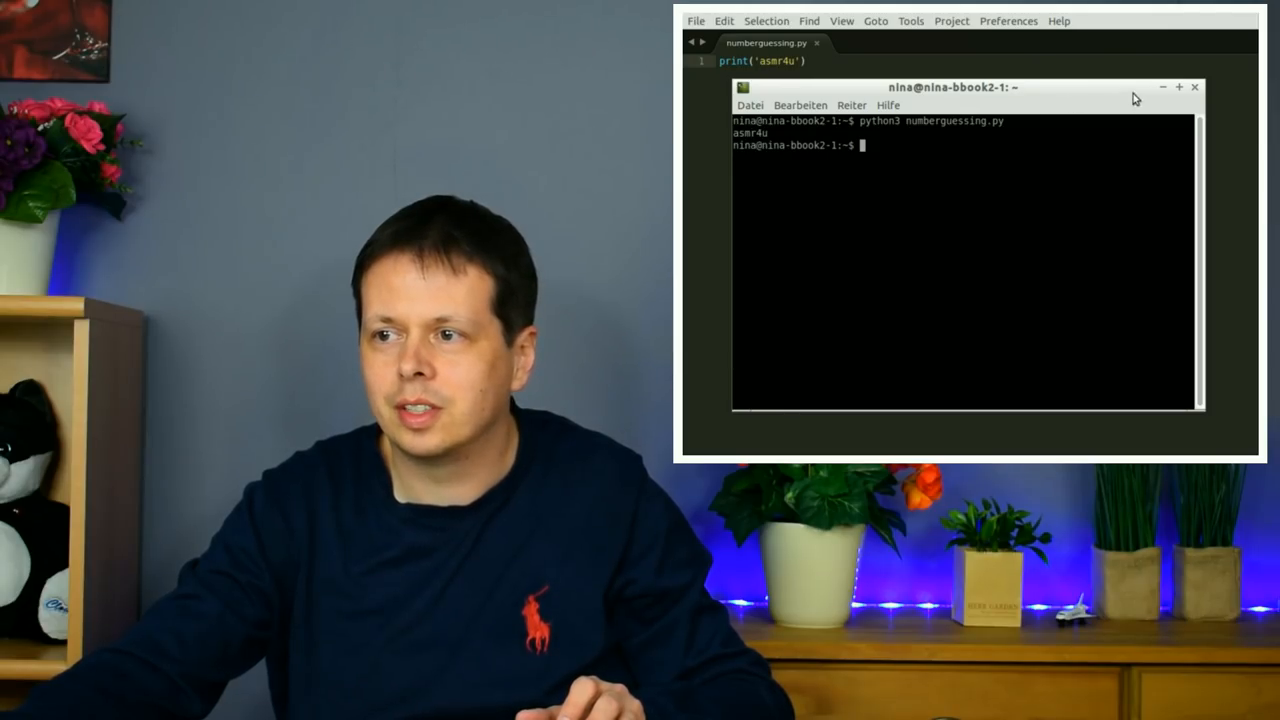 File Edit Selection Find View Goto Tools Project Preferences Help
numberguessing.py ×
1 print('asmr4u')
nina@nina-bbook2-1: ~
Datei Bearbeiten Reiter Hilfe
nina@nina-bbook2-1:~$ python3 numberguessing.py
asmr4u
nina@nina-bbook2-1:~$
HERB GARDEN